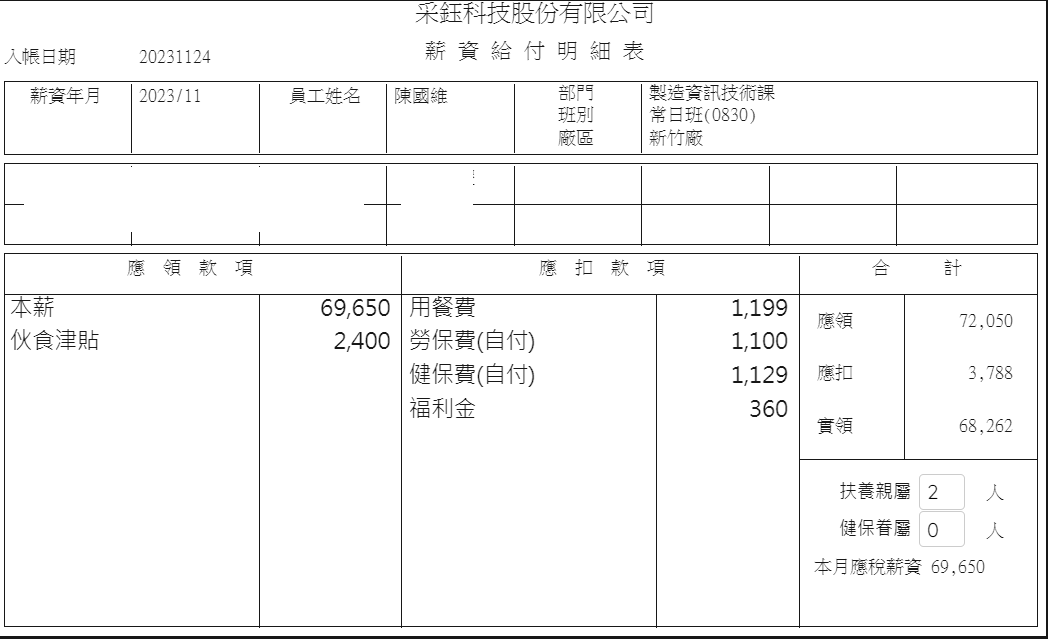 采鈺科技股份有限公司
入帳日期 20231124 薪資給付明細表
薪資年月 2023/11 員工姓名 陳國維 部門 製造資訊技術課
班別 常日班(0830)
廠區 新竹廠
應領款項 應扣款項 合計
本薪 69,650 用餐費 1,199 應領 72,050
伙食津貼 2,400 勞保費(自付) 1,100
健保費(自付) 1,129 應扣 3,788
福利金 360 實領 68,262
扶養親屬 2 人
健保眷屬 0 人
本月應稅薪資 69,650